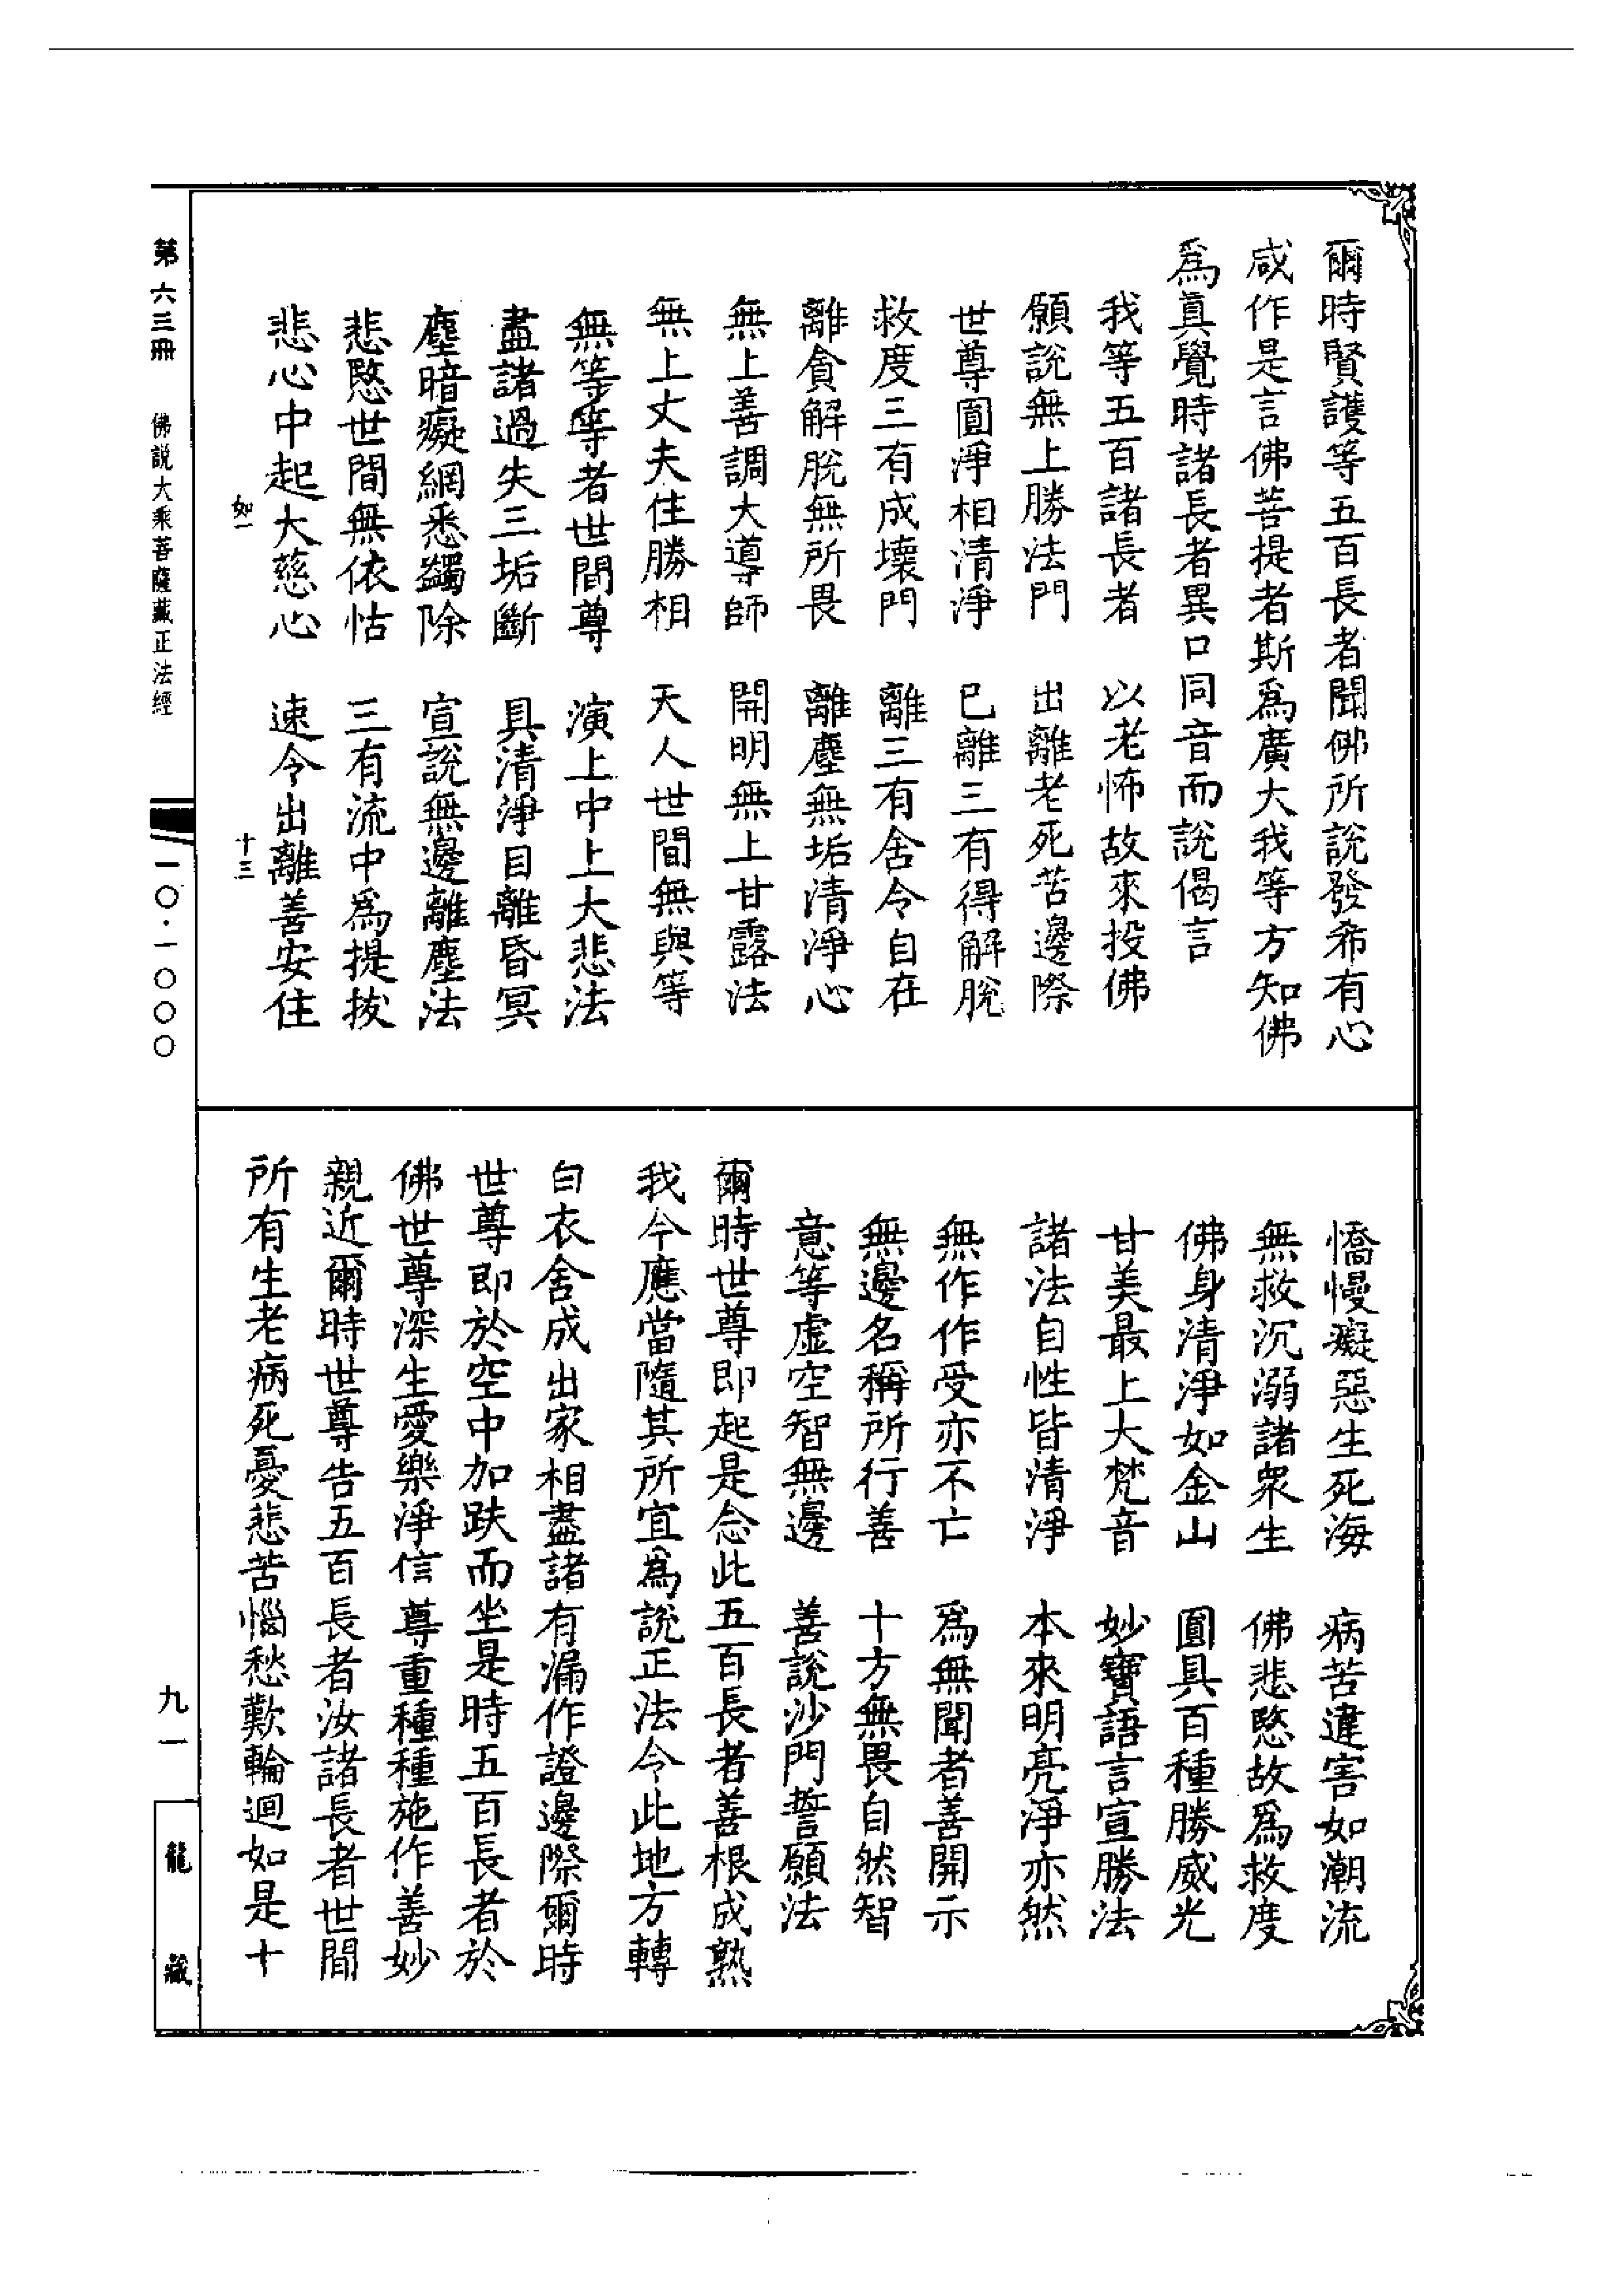 爾時賢護等五百長者聞佛所說發希有心
咸作是言佛菩提者斯爲廣大我等方知佛
爲真覺時諸長者異口同音而說偈言
我等五百諸長者　以老怖故來投佛
願說無上勝法門　出離老死苦邊際
世尊圓淨相清淨　已離三有得解脫
救度三有成壞門　離三有舍令自在
離貪解脫無所畏　離塵無垢清淨心
無上善調大導師　開明無上甘露法
無上丈夫住勝相　天人世間無與等
無等等者世間尊　演上中上大悲法
盡諸過失三垢斷　具清淨目離昏冥
塵暗癡網悉蠲除　宣說無邊離塵法
悲愍世間無依怙　三有流中爲提拔
悲心中起大慈心　速令出離善安住
如一　十三
憍慢癡惡生死海　病苦違害如潮流
無救沉溺諸衆生　佛悲愍故爲救度
佛身清淨如金山　圓具百種勝威光
甘美最上大梵音　妙寶語言宣勝法
諸法自性皆清淨　本來明亮淨亦然
無作作受亦不亡　爲無聞者善開示
無邊名稱所行善　十方無畏自然智
意等虛空智無邊　善說沙門誓願法
爾時世尊即起是念此五百長者善根成熟
我今應當隨其所宜爲說正法令此地方轉
白衣舍成出家相盡諸有漏作證邊際爾時
世尊即於空中加趺而坐是時五百長者於
佛世尊深生愛樂淨信尊重種種施作善妙
親近爾時世尊告五百長者汝諸長者世間
所有生老病死憂悲苦惱愁歎輪迴如是十
第六三冊　佛說大乘菩薩藏正法經
一〇·一〇〇〇
九一
龍藏